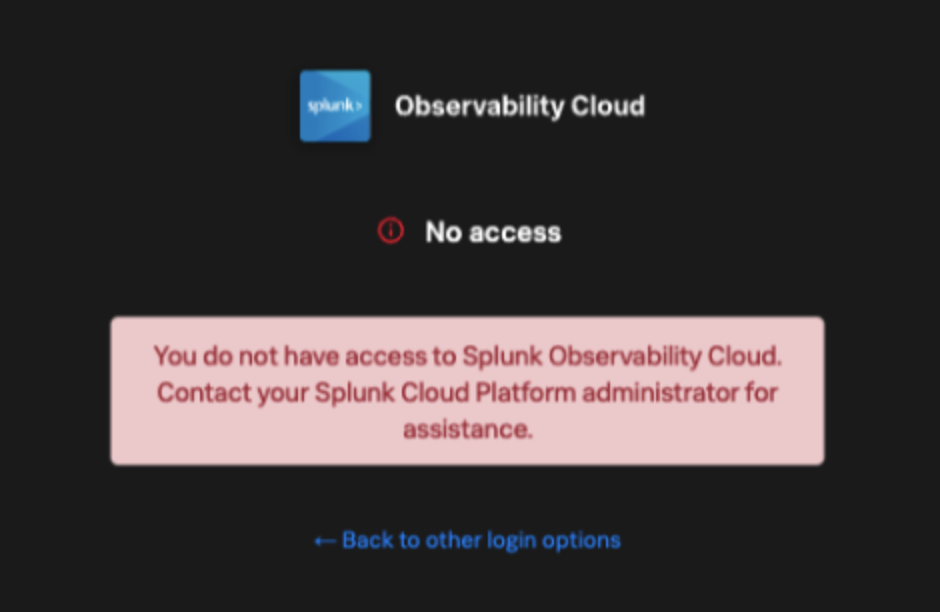 splunk>
Observability Cloud
No access
You do not have access to Splunk Observability Cloud.
Contact your Splunk Cloud Platform administrator for
assistance.
← Back to other login options